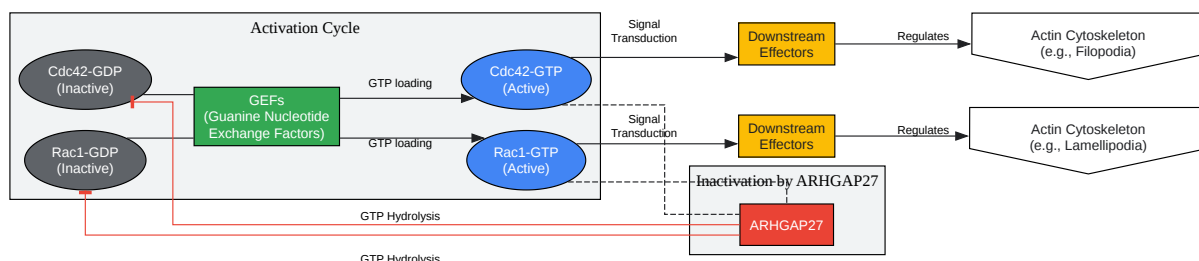 Activation Cycle
Cdc42-GDP
(Inactive)
GEFs
(Guanine Nucleotide
Exchange Factors)
Rac1-GDP
(Inactive)
GTP loading
GTP loading
Cdc42-GTP
(Active)
Rac1-GTP
(Active)
Signal
Transduction
Downstream
Effectors
Regulates
Actin Cytoskeleton
(e.g., Filopodia)
Signal
Transduction
Downstream
Effectors
Regulates
Actin Cytoskeleton
(e.g., Lamellipodia)
Inactivation by ARHGAP27
ARHGAP27
GTP Hydrolysis
GTP Hydrolysis